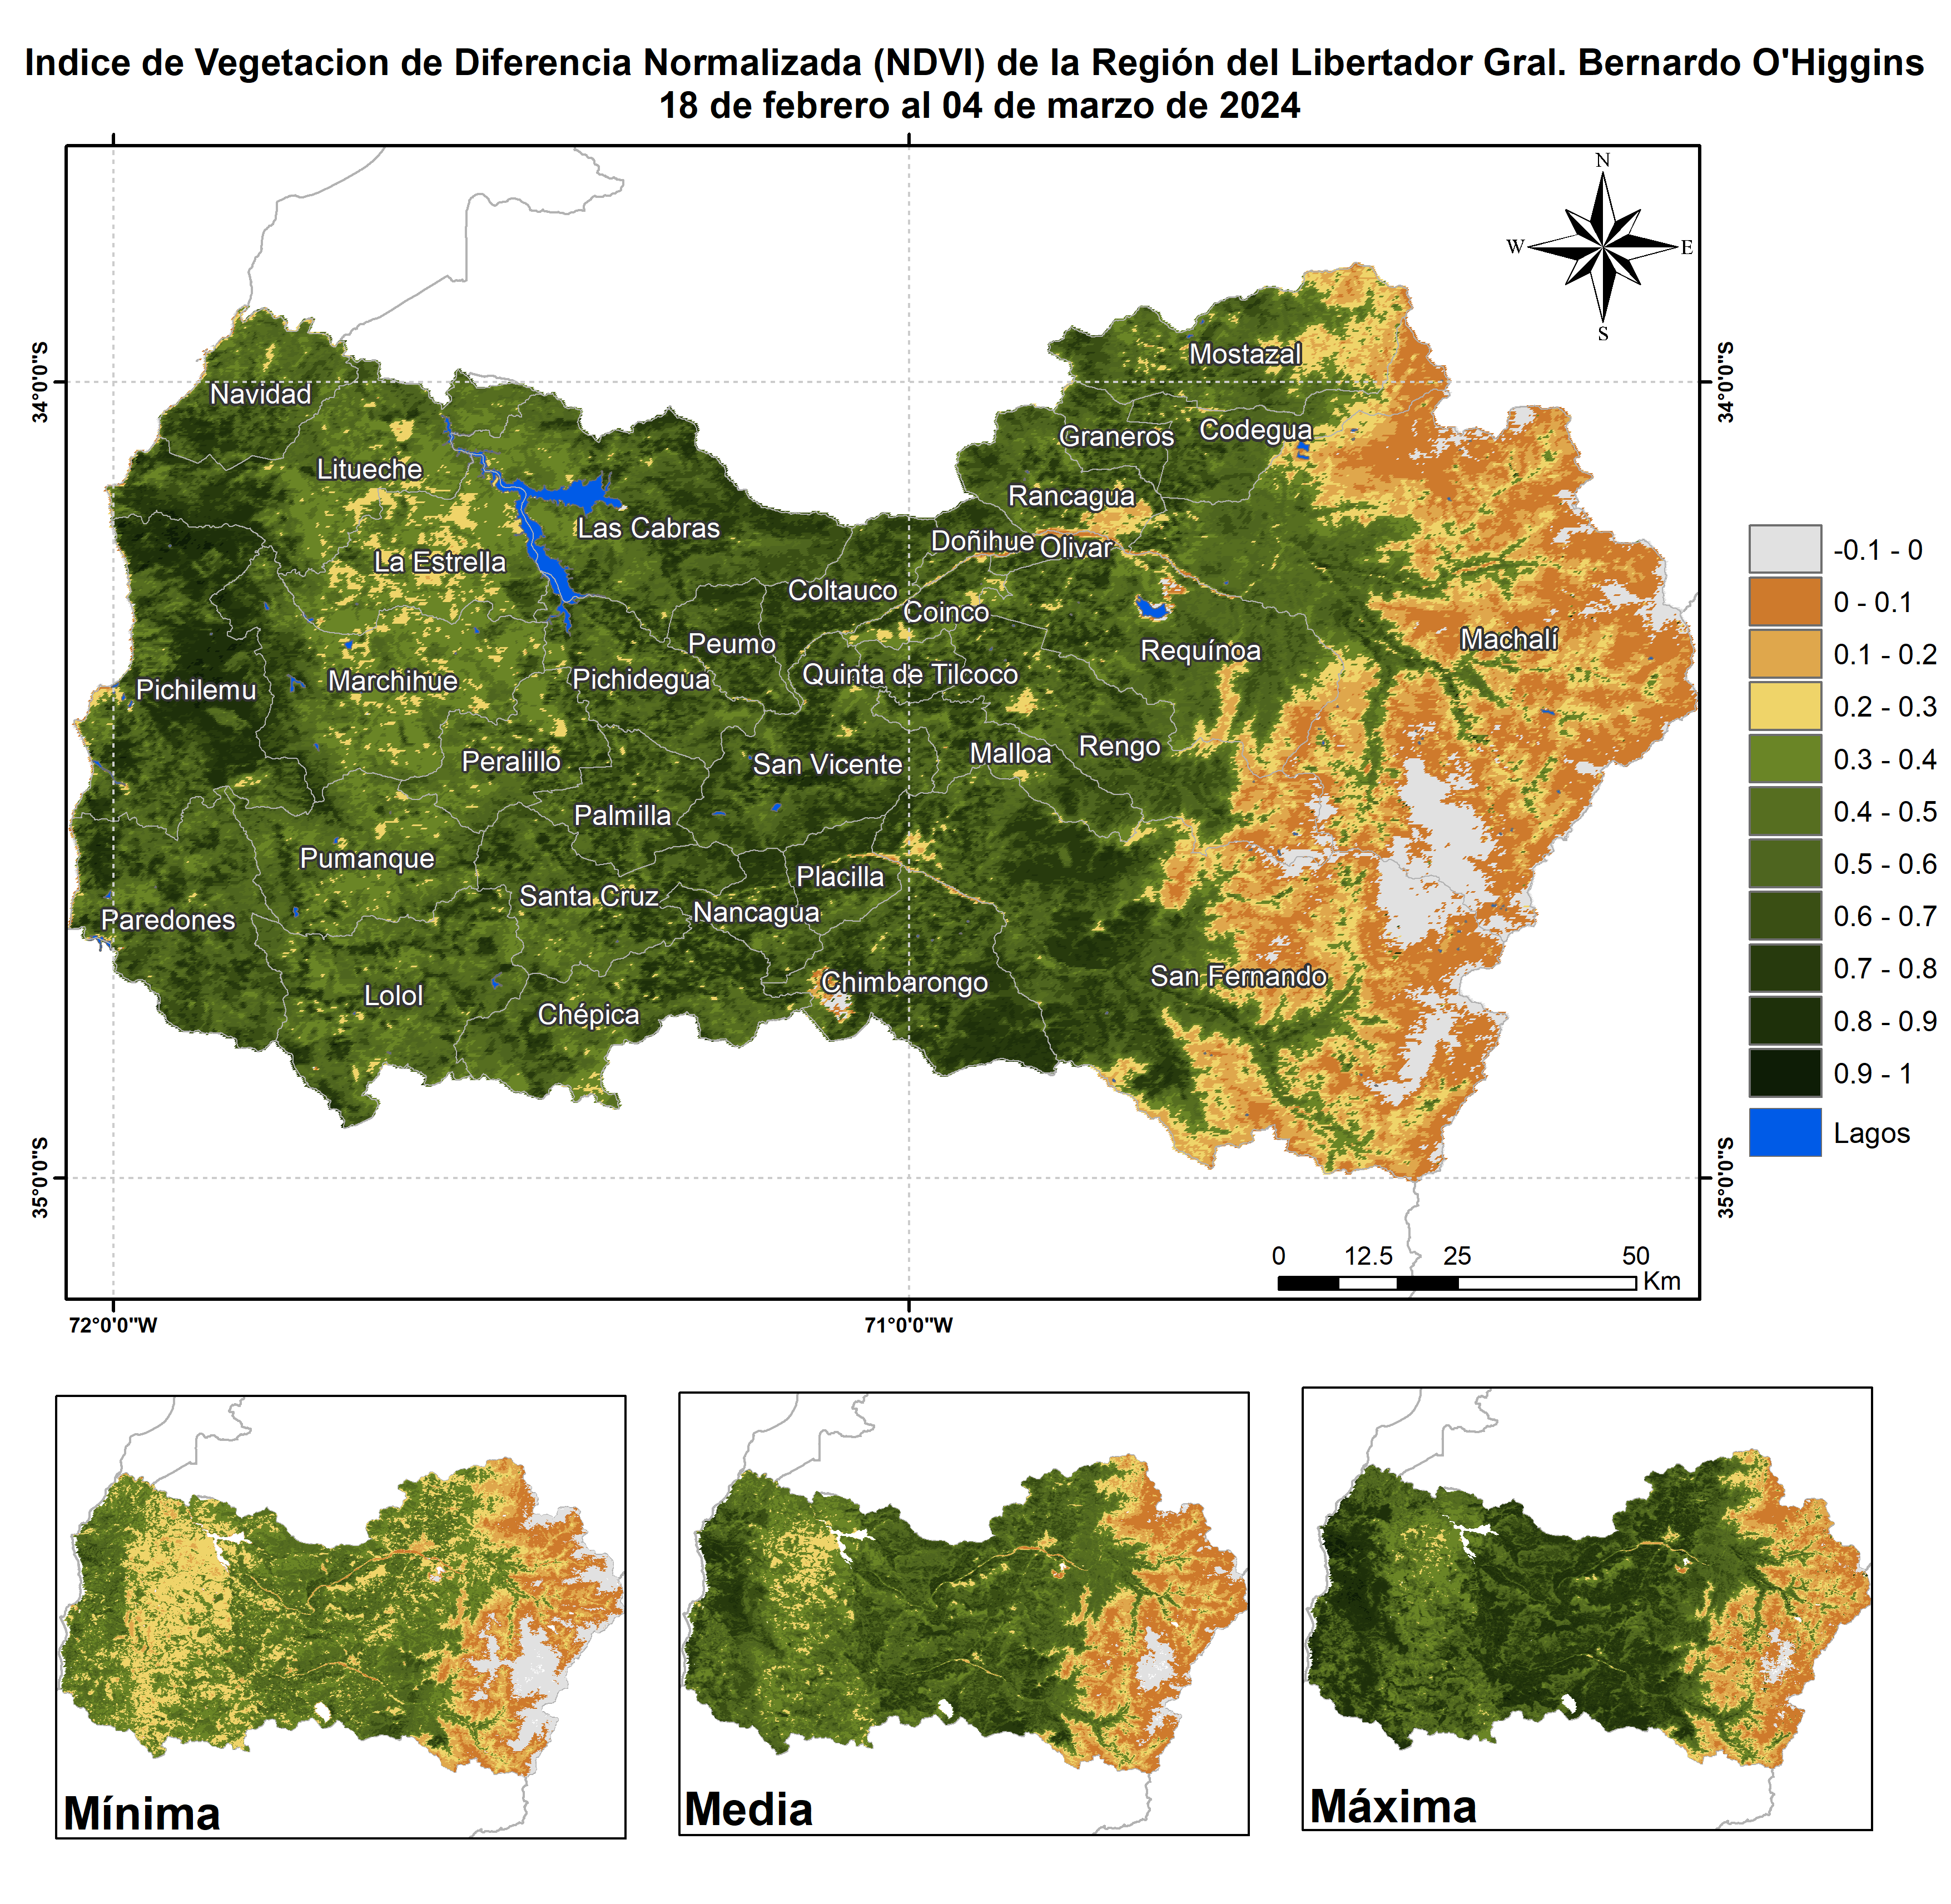 Indice de Vegetacion de Diferencia Normalizada (NDVI) de la Región del Libertador Gral. Bernardo O'Higgins
18 de febrero al 04 de marzo de 2024
N
W
E
S
34°0'0"S
34°0'0"S
35°0'0"S
35°0'0"S
72°0'0"W
71°0'0"W
Mostazal
Navidad
Codegua
Graneros
Litueche
Rancagua
Las Cabras
Doñihue
Olivar
La Estrella
Coltauco
Coinco
Machalí
Peumo
Requínoa
Quinta de Tilcoco
Pichidegua
Marchihue
Pichilemu
Rengo
Malloa
Peralillo
San Vicente
Palmilla
Pumanque
Placilla
Santa Cruz
Nancagua
Paredones
San Fernando
Chimbarongo
Lolol
Chépica
-0.1 - 0
0 - 0.1
0.1 - 0.2
0.2 - 0.3
0.3 - 0.4
0.4 - 0.5
0.5 - 0.6
0.6 - 0.7
0.7 - 0.8
0.8 - 0.9
0.9 - 1
Lagos
0 12.5 25 50
Km
Mínima
Media
Máxima